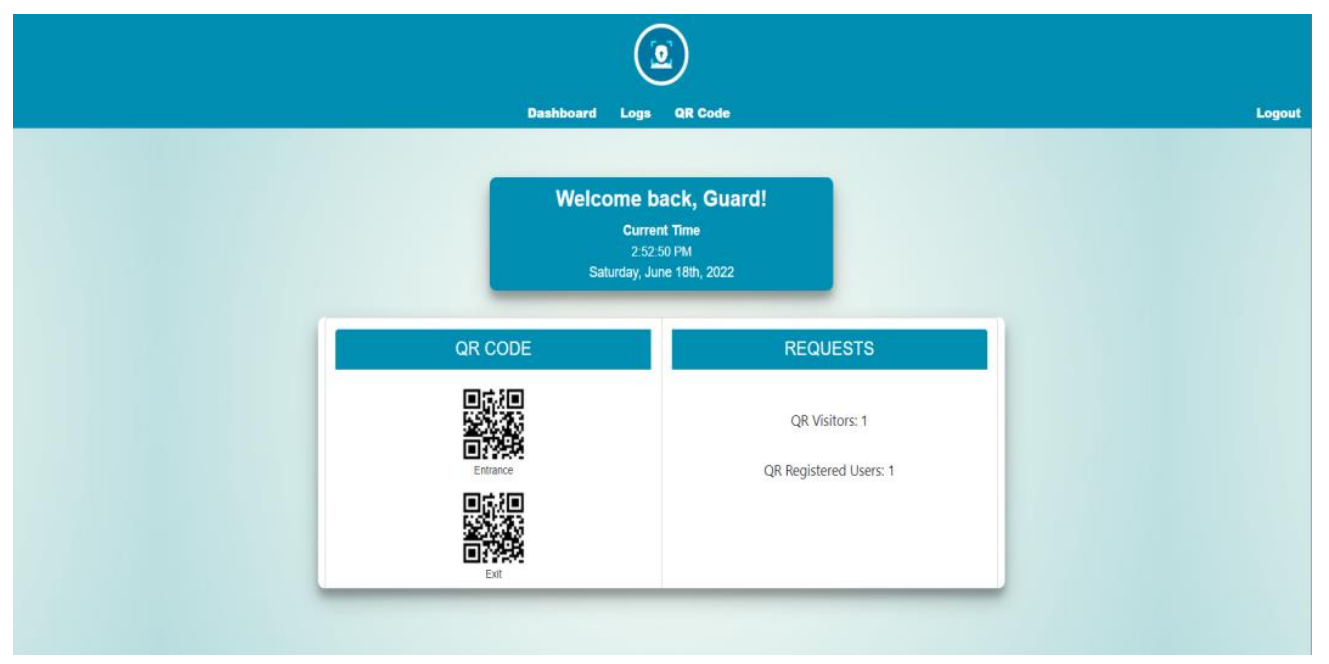 Dashboard Logs QR Code Logout
Welcome back, Guard!
Current Time
2:52:50 PM
Saturday, June 18th, 2022
QR CODE
Entrance
Exit
REQUESTS
QR Visitors: 1
QR Registered Users: 1